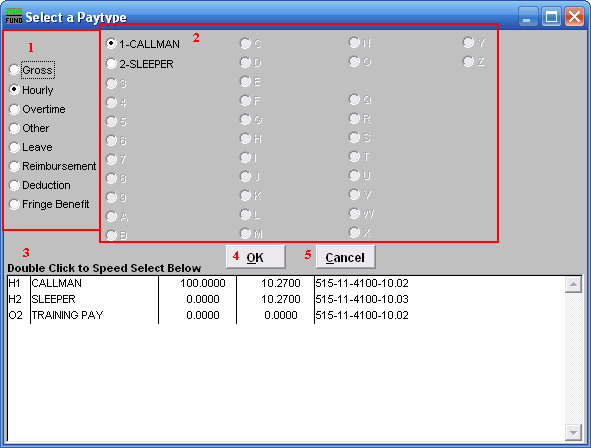 FUND Select a Paytype
1
Gross
Hourly
Overtime
Other
Leave
Reimbursement
Deduction
Fringe Benefit
2
1-CALLMAN
2-SLEEPER
3
4
5
6
7
8
9
A
B
C
D
E
F
G
H
I
J
K
L
M
N
O
Q
R
S
T
U
V
W
X
Y
Z
3
4 OK
5 Cancel
Double Click to Speed Select Below
H1 CALLMAN 100.0000 10.2700 515-11-4100-10.02
H2 SLEEPER 0.0000 10.2700 515-11-4100-10.03
O2 TRAINING PAY 0.0000 0.0000 515-11-4100-10.02